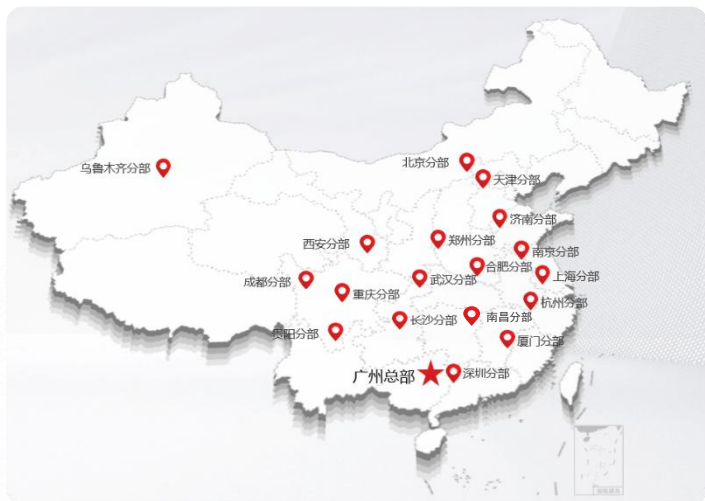 乌鲁木齐分部
北京分部
天津分部
济南分部
西安分部
郑州分部
南京分部
合肥分部
上海分部
成都分部
武汉分部
重庆分部
杭州分部
长沙分部
南昌分部
贵阳分部
厦门分部
广州总部
深圳分部